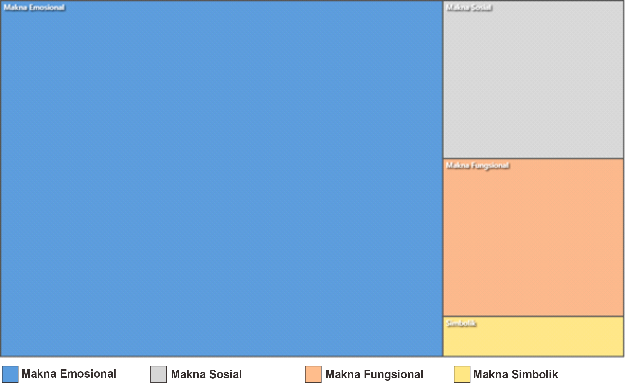 Makna Emosional
Makna Sosial
Makna Fungsional
Simbolik
Makna Emosional
Makna Sosial
Makna Fungsional
Makna Simbolik